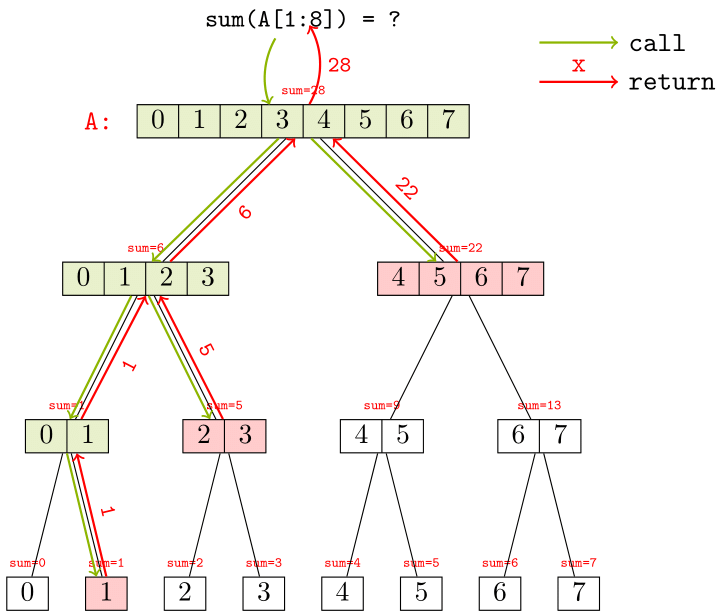 sum(A[1:8]) = ?
call
x
return
28
sum=28
A: 0 1 2 3 4 5 6 7
6
22
sum=6 sum=22
0 1 2 3
4 5 6 7
1
5
sum=1 sum=5 sum=9 sum=13
0 1
2 3
4 5
6 7
1
sum=0 sum=1 sum=2 sum=3 sum=4 sum=5 sum=6 sum=7
0 1 2 3 4 5 6 7